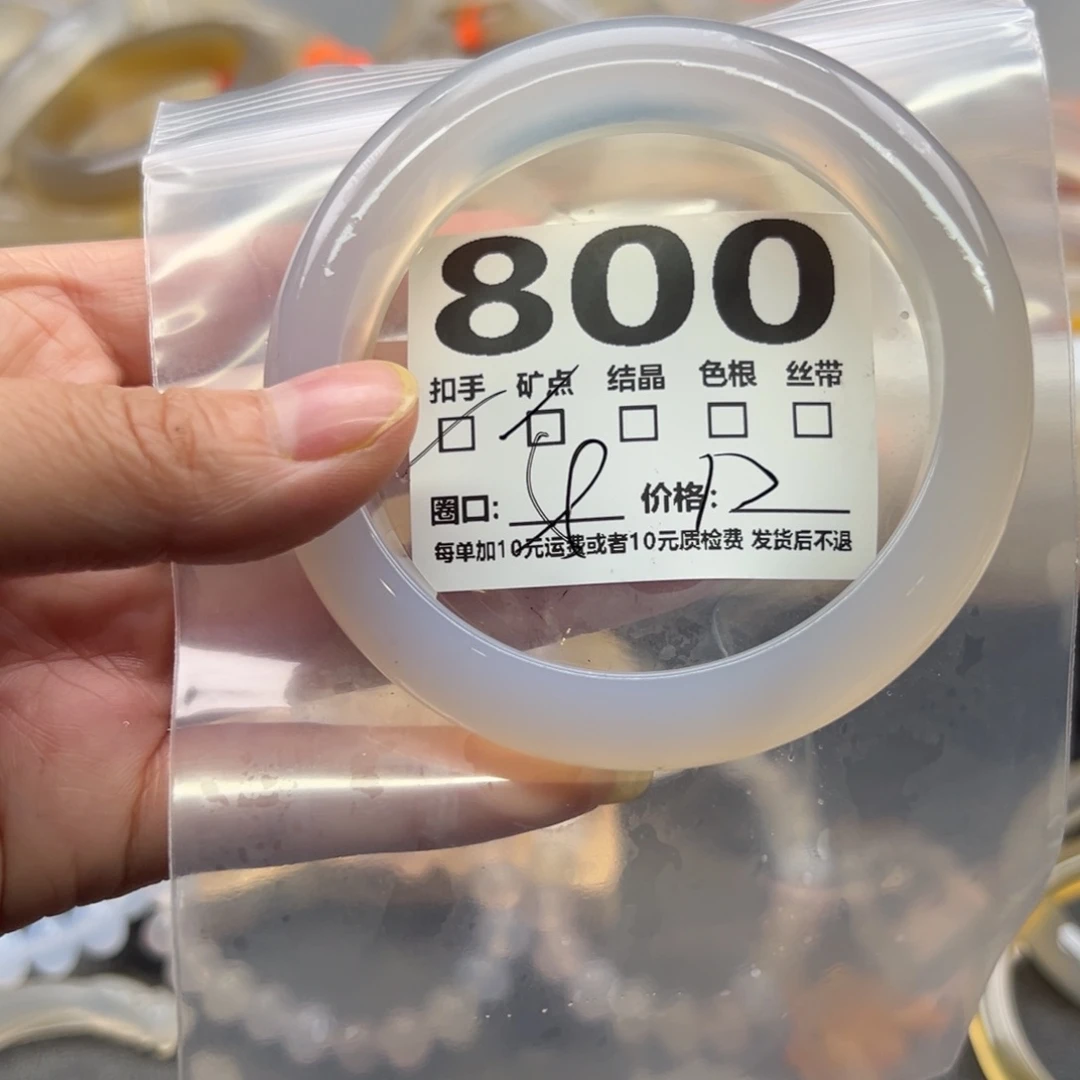 800
扣手 矿点 结晶 色根 丝带
圈口: 价格:
每单加10元运费或者10元质检费 发货后不退